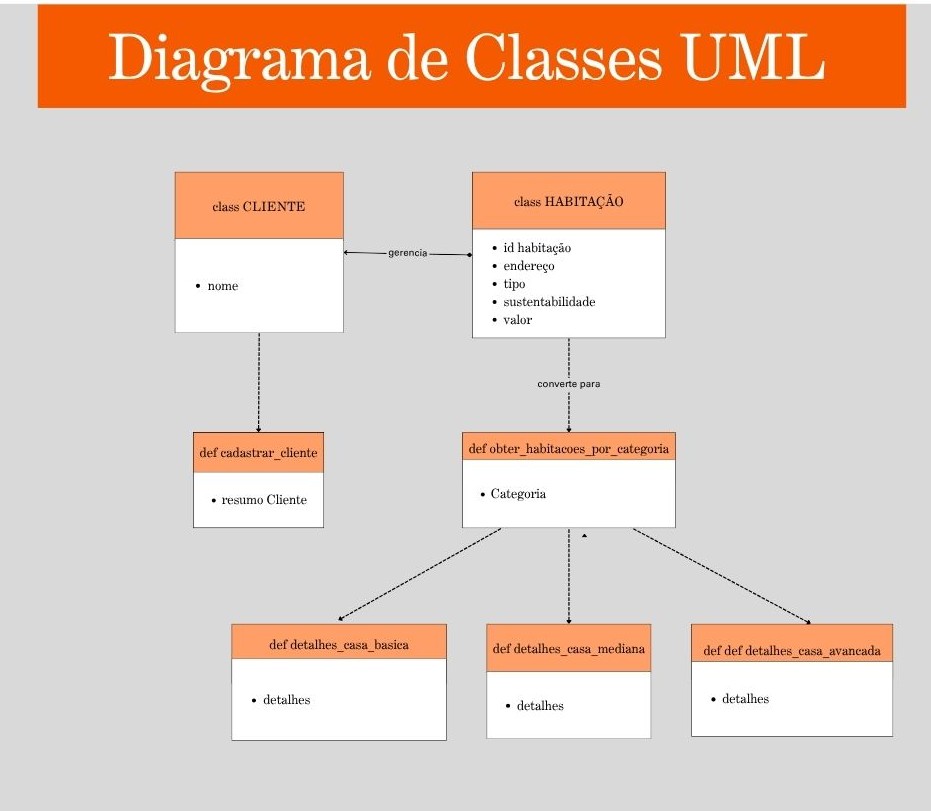 Diagrama de Classes UML
class CLIENTE
• nome
class HABITAÇÃO
• id habitação
• endereço
• tipo
• sustentabilidade
• valor
gerencia
converte para
def cadastrar_cliente
• resumo Cliente
def obter_habitacoes_por_categoria
• Categoria
def detalhes_casa_basica
• detalhes
def detalhes_casa_mediana
• detalhes
def def detalhes_casa_avancada
• detalhes